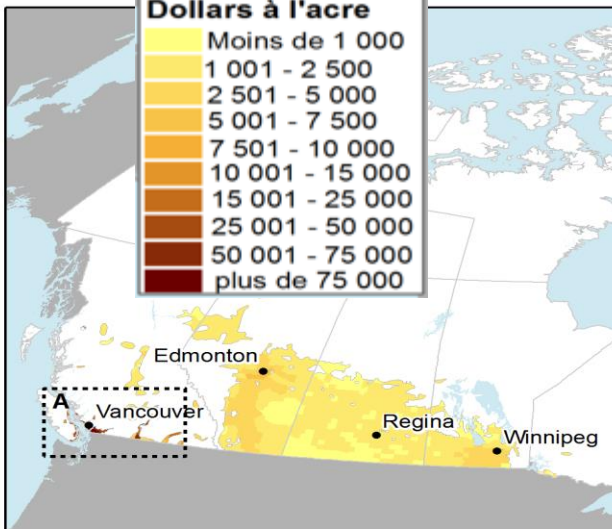 Dollars à l'acre
Moins de 1 000
1 001 - 2 500
2 501 - 5 000
5 001 - 7 500
7 501 - 10 000
10 001 - 15 000
15 001 - 25 000
25 001 - 50 000
50 001 - 75 000
plus de 75 000
Edmonton
A
Vancouver
Regina
Winnipeg